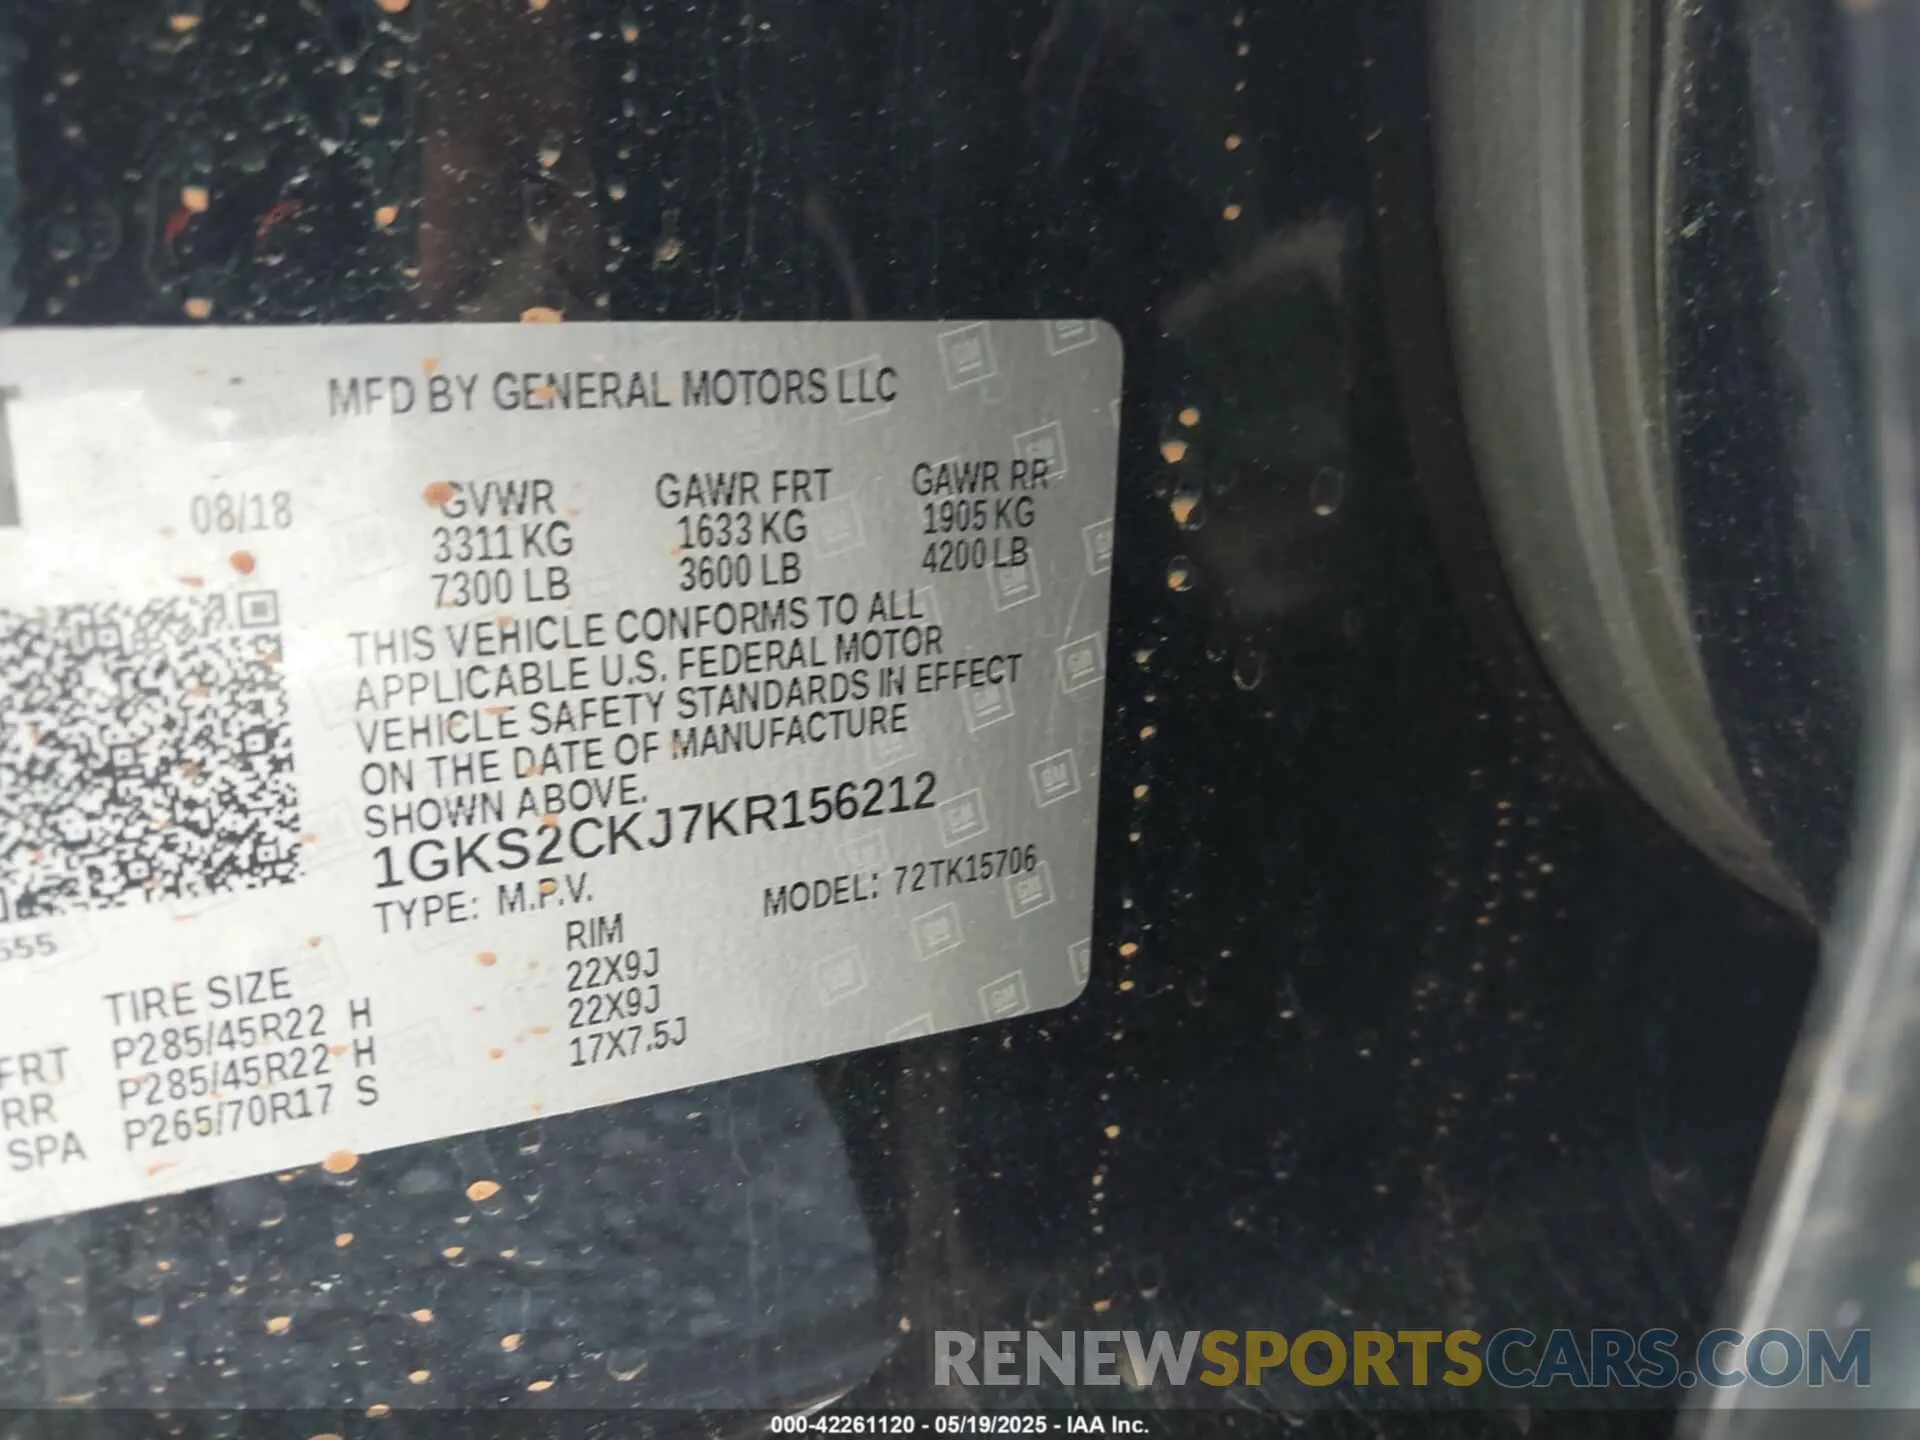 MFD BY GENERAL MOTORS LLC
08/18
GVWR GAWR FRT GAWR RR
3311 KG 1633 KG 1905 KG
7300 LB 3600 LB 4200 LB
THIS VEHICLE CONFORMS TO ALL
APPLICABLE U.S. FEDERAL MOTOR
VEHICLE SAFETY STANDARDS IN EFFECT
ON THE DATE OF MANUFACTURE
SHOWN ABOVE.
1GKS2CKJ7KR156212
TYPE: M.P.V. MODEL: 72TK15706
TIRE SIZE RIM
FRT P285/45R22 H 22X9J
RR P285/45R22 H 22X9J
SPA P265/70R17 S 17X7.5J
RENEWSPORTSCARS.COM
000-42261120 - 05/19/2025 - IAA Inc.